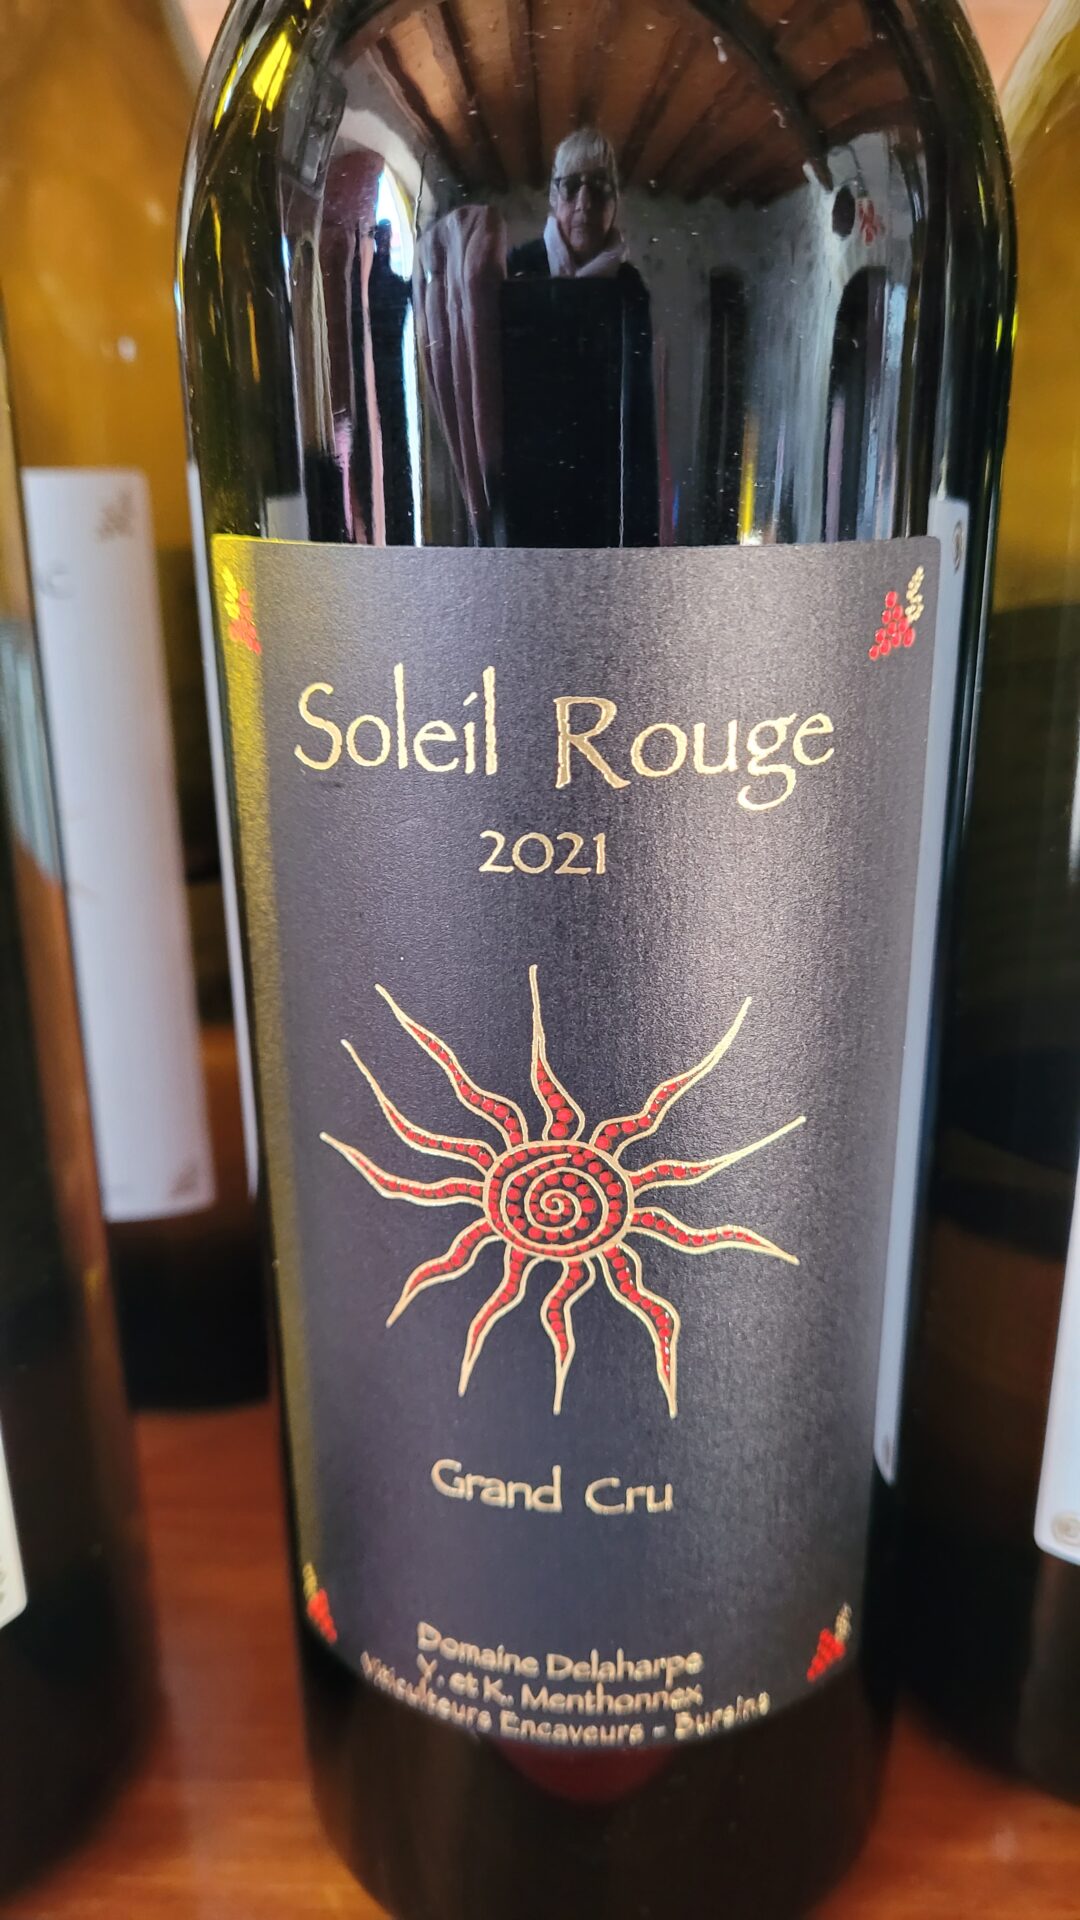 Soleil Rouge
2021
Grand Cru
Domaine Delaharpe
Y. et K. Menthonnex
Viticulteurs Encaveurs - Bursins